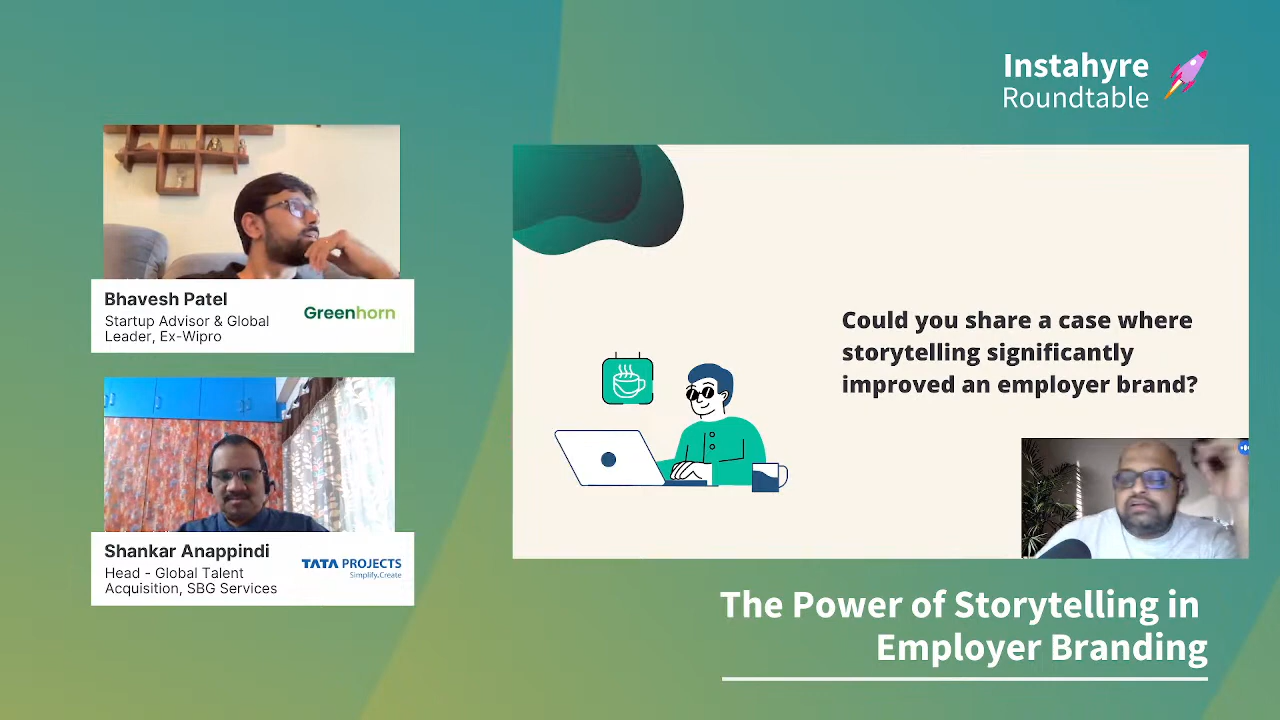 Instahyre
Roundtable
Bhavesh Patel
Startup Advisor & Global
Leader, Ex-Wipro
Greenhorn
Shankar Anappindi
Head - Global Talent
Acquisition, SBG Services
TATA PROJECTS
Simplify.Create
Could you share a case where
storytelling significantly
improved an employer brand?
The Power of Storytelling in
Employer Branding